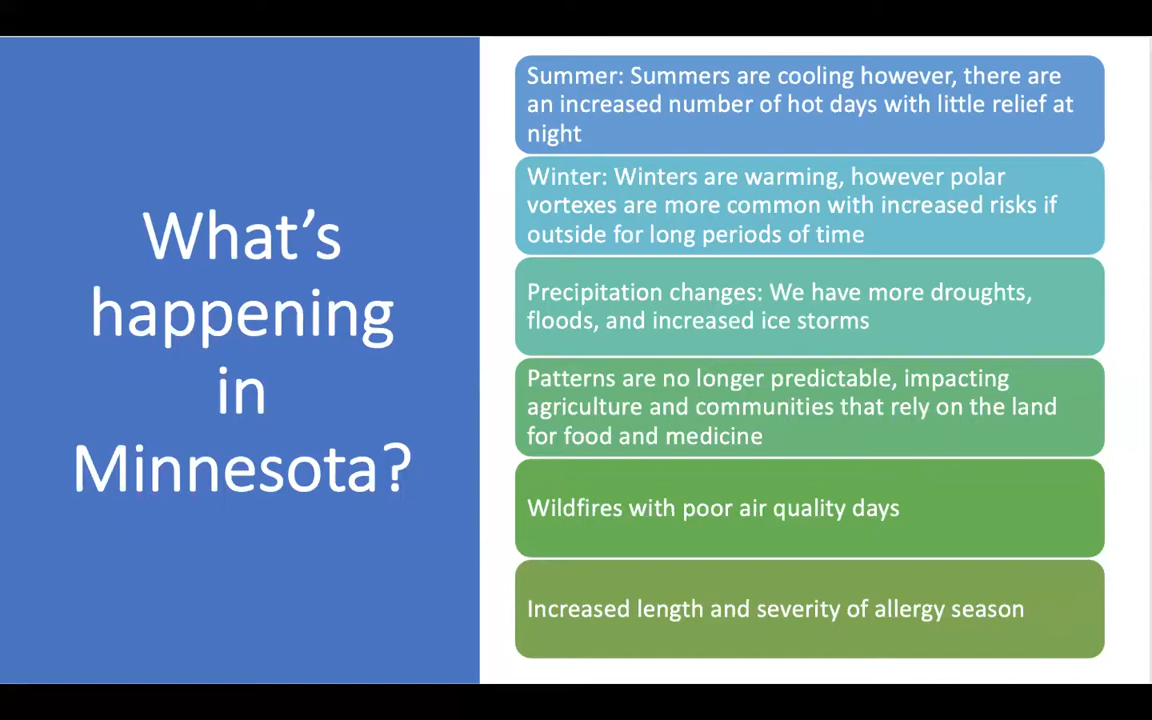 What's
happening
in
Minnesota?
Summer: Summers are cooling however, there are
an increased number of hot days with little relief at
night
Winter: Winters are warming, however polar
vortexes are more common with increased risks if
outside for long periods of time
Precipitation changes: We have more droughts,
floods, and increased ice storms
Patterns are no longer predictable, impacting
agriculture and communities that rely on the land
for food and medicine
Wildfires with poor air quality days
Increased length and severity of allergy season